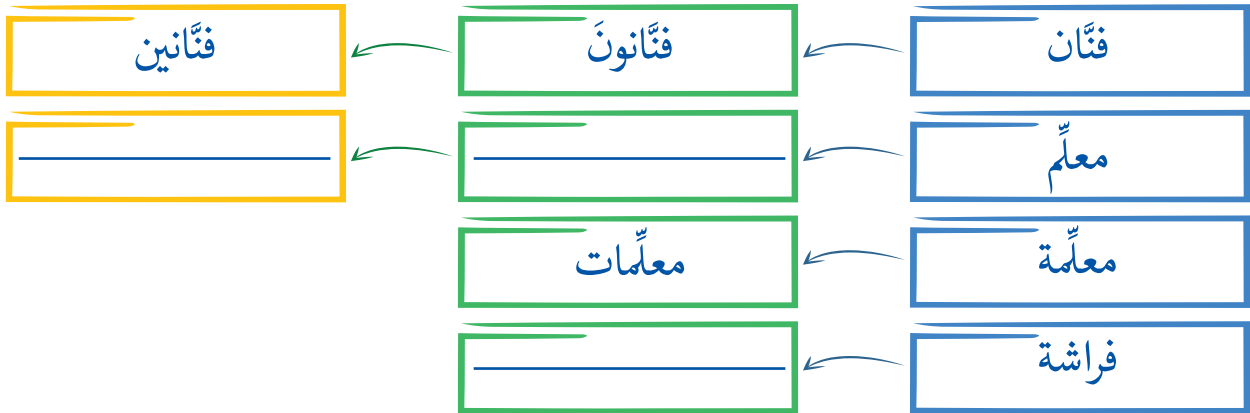 فنَّان فنَّانونَ فنَّانين
معلِّم
معلِّمة معلِّمات
فراشة